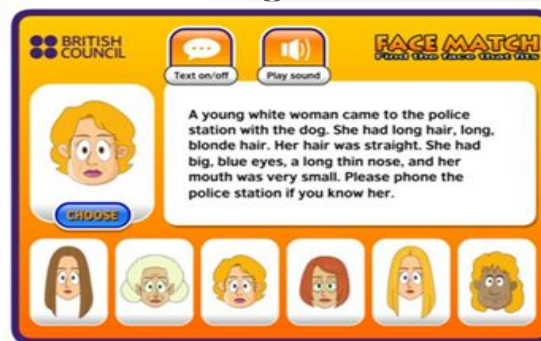 BRITISH
COUNCIL
Text on/off
Play sound
FACE MATCH
Find the face that fits
A young white woman came to the police
station with the dog. She had long hair, long,
blonde hair. Her hair was straight. She had
big, blue eyes, a long thin nose, and her
mouth was very small. Please phone the
police station if you know her.
CHOOSE